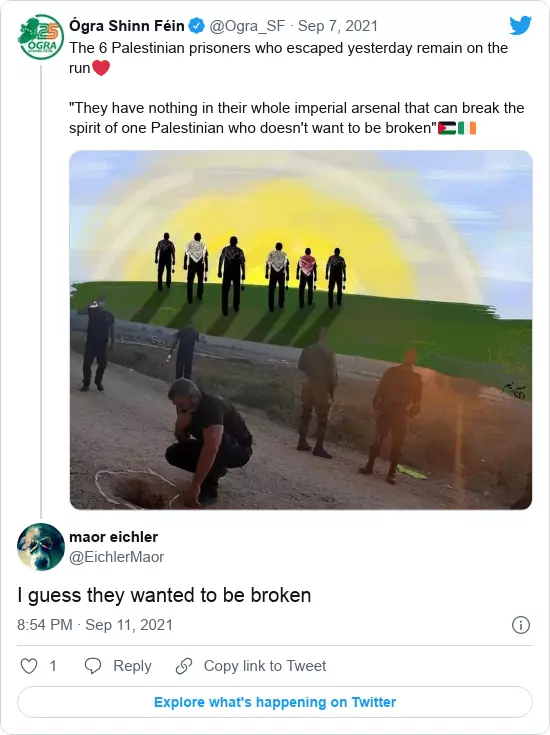 Ógra Shinn Féin @Ogra_SF · Sep 7, 2021
The 6 Palestinian prisoners who escaped yesterday remain on the
run❤️
"They have nothing in their whole imperial arsenal that can break the
spirit of one Palestinian who doesn't want to be broken"🇵🇸🇮🇪
25
ÓGRA
maor eichler
@EichlerMaor
I guess they wanted to be broken
8:54 PM · Sep 11, 2021
1 Reply Copy link to Tweet
Explore what's happening on Twitter